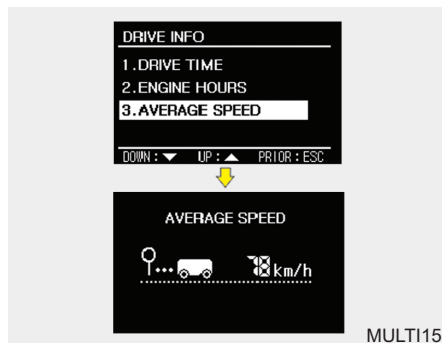 DRIVE INFO
1.DRIVE TIME
2.ENGINE HOURS
3.AVERAGE SPEED
DOWN:▼ UP:▲ PRIOR:ESC
AVERAGE SPEED
km/h
MULTI15